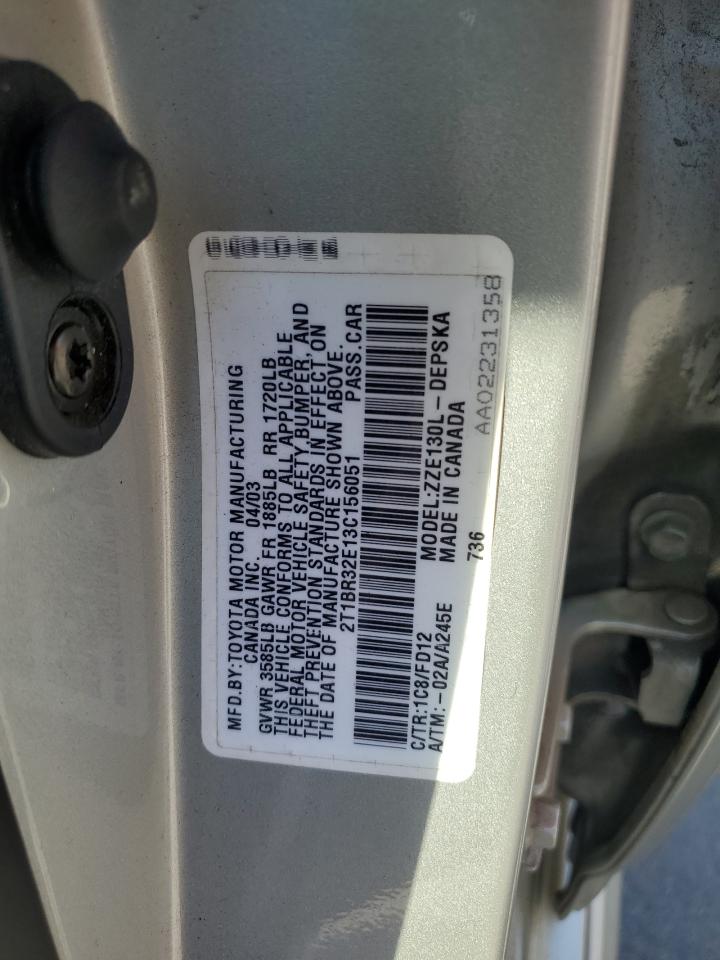 MFD.BY:TOYOTA MOTOR MANUFACTURING
CANADA INC. 04/03
GVWR 3585LB GAWR FR 1885LB RR 1720LB
THIS VEHICLE CONFORMS TO ALL APPLICABLE
FEDERAL MOTOR VEHICLE SAFETY, BUMPER, AND
THEFT PREVENTION STANDARDS IN EFFECT ON
THE DATE OF MANUFACTURE SHOWN ABOVE.
2T1BR32E13C156051 PASS.CAR
C/TR:1C8/FD12 MODEL:ZZE130L-DEPSKA
A/TM:-02A/A245E MADE IN CANADA
736 AA02231358